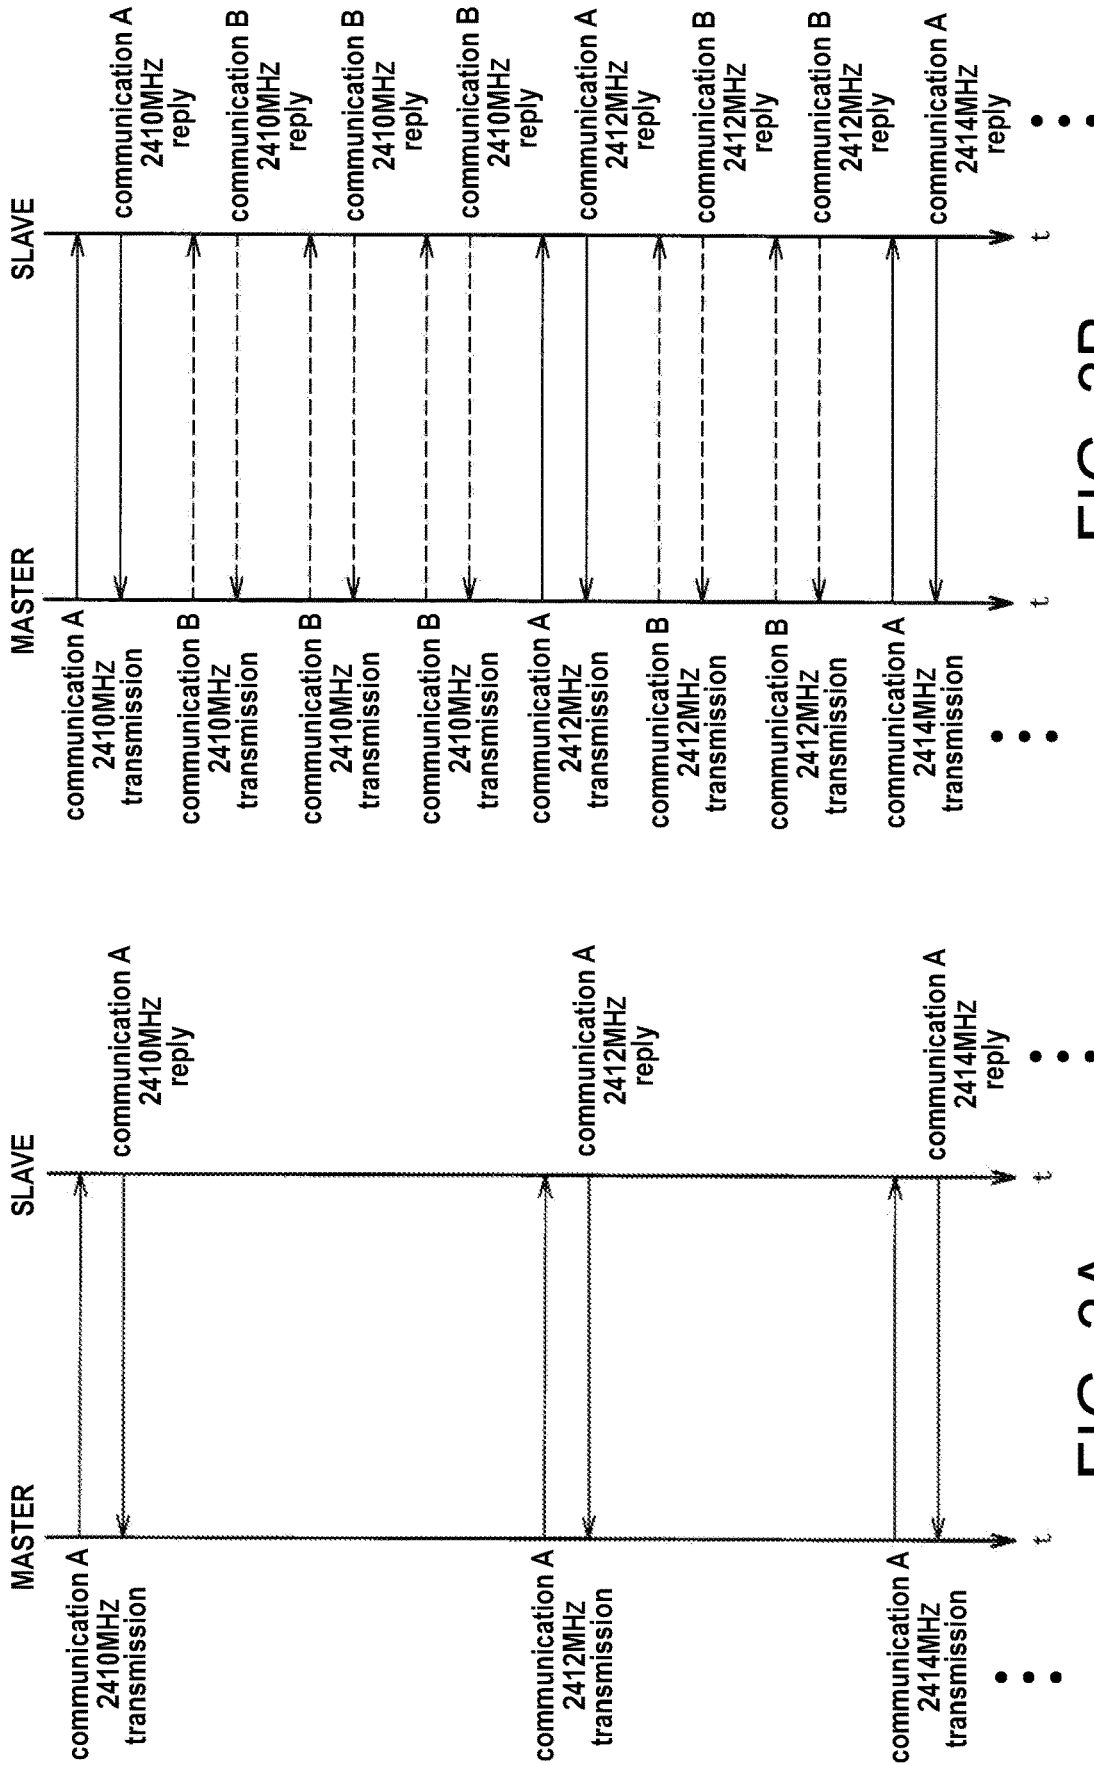 MASTER
SLAVE
communication A
2410MHz
transmission
communication A
2410MHz
reply
communication A
2412MHz
transmission
communication A
2412MHz
reply
communication A
2414MHz
transmission
communication A
2414MHz
reply
t
t
FIG.
MASTER
SLAVE
communication A
2410MHz
transmission
communication A
2410MHz
reply
communication B
2410MHz
transmission
communication B
2410MHz
reply
communication B
2410MHz
transmission
communication B
2410MHz
reply
communication B
2410MHz
transmission
communication B
2410MHz
reply
communication A
2412MHz
transmission
communication A
2412MHz
reply
communication B
2412MHz
transmission
communication B
2412MHz
reply
communication B
2412MHz
transmission
communication B
2412MHz
reply
communication A
2414MHz
transmission
communication A
2414MHz
reply
t
t
FIG.